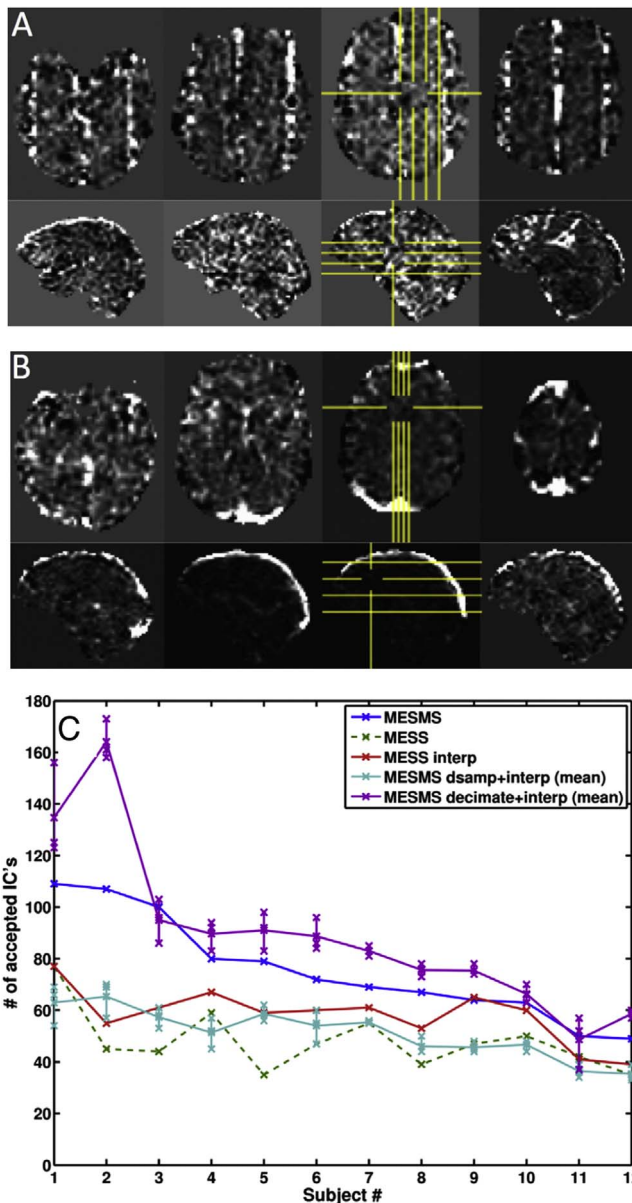 A
B
C
180
160
140
120
100
80
60
40
20
0
# of accepted IC's
MESMS
MESS
MESS interp
MESMS dsamp+interp (mean)
MESMS decimate+interp (mean)
1 2 3 4 5 6 7 8 9 10 11
Subject #